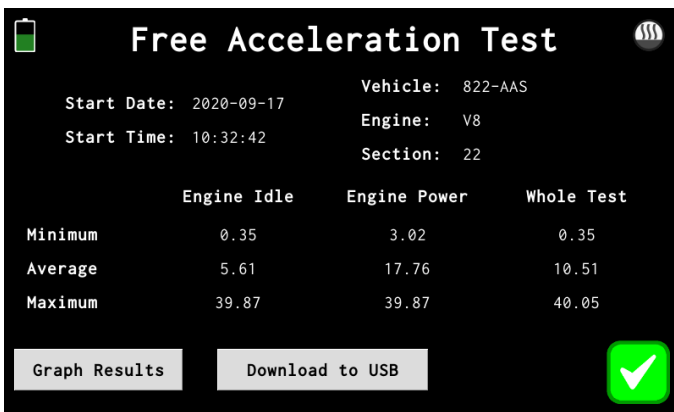 Free Acceleration Test
Vehicle: 822-AAS
Start Date: 2020-09-17
Engine: V8
Start Time: 10:32:42
Section: 22
Engine Idle Engine Power Whole Test
Minimum 0.35 3.02 0.35
Average 5.61 17.76 10.51
Maximum 39.87 39.87 40.05
Graph Results Download to USB